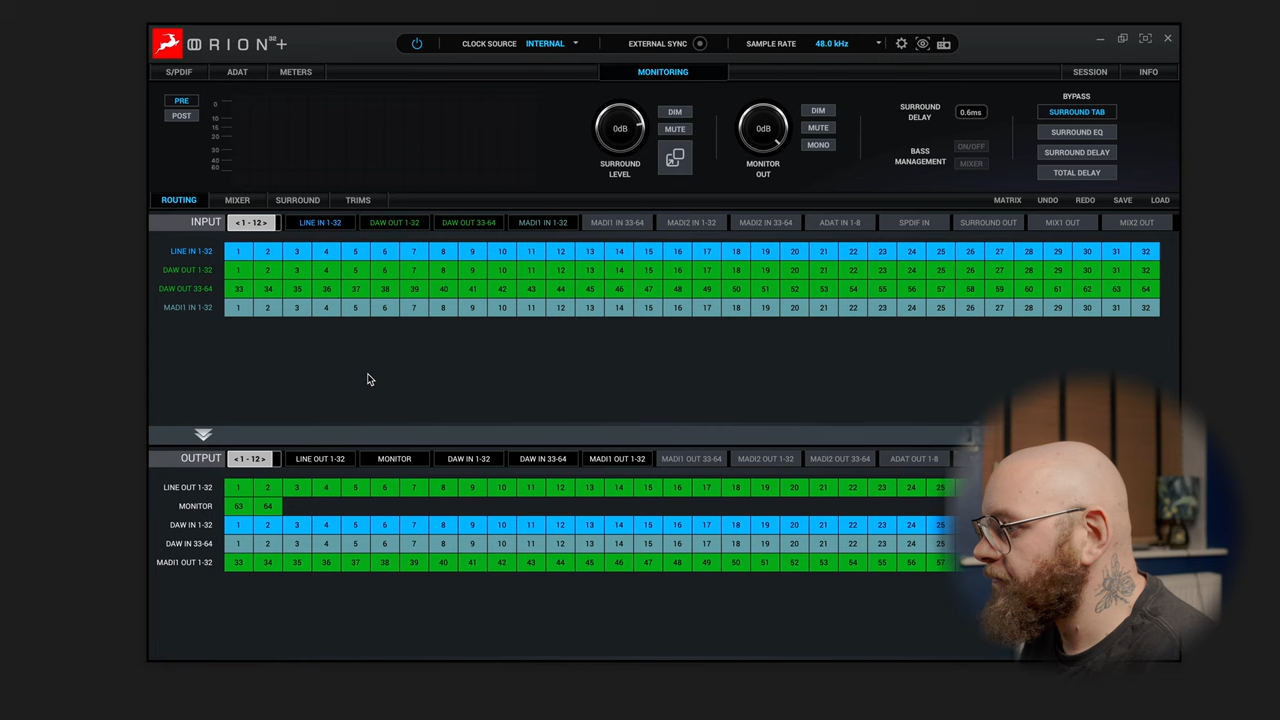 ORION 32+ CLOCK SOURCE INTERNAL EXTERNAL SYNC SAMPLE RATE 48.0 kHz
S/PDIF ADAT METERS MONITORING SESSION INFO
PRE
POST
0
10
15
20
30
40
60
0dB
SURROUND
LEVEL
DIM
MUTE
0dB
MONITOR
OUT
DIM
MUTE
MONO
SURROUND
DELAY
0.6ms
BASS
MANAGEMENT
ON/OFF
MIXER
BYPASS
SURROUND TAB
SURROUND EQ
SURROUND DELAY
TOTAL DELAY
ROUTING MIXER SURROUND TRIMS MATRIX UNDO REDO SAVE LOAD
INPUT < 1 - 12 > LINE IN 1-32 DAW OUT 1-32 DAW OUT 33-64 MADI1 IN 1-32 MADI1 IN 33-64 MADI2 IN 1-32 MADI2 IN 33-64 ADAT IN 1-8 SPDIF IN SURROUND OUT MIX1 OUT MIX2 OUT
LINE IN 1-32 1 2 3 4 5 6 7 8 9 10 11 12 13 14 15 16 17 18 19 20 21 22 23 24 25 26 27 28 29 30 31 32
DAW OUT 1-32 1 2 3 4 5 6 7 8 9 10 11 12 13 14 15 16 17 18 19 20 21 22 23 24 25 26 27 28 29 30 31 32
DAW OUT 33-64 33 34 35 36 37 38 39 40 41 42 43 44 45 46 47 48 49 50 51 52 53 54 55 56 57 58 59 60 61 62 63 64
MADI1 IN 1-32 1 2 3 4 5 6 7 8 9 10 11 12 13 14 15 16 17 18 19 20 21 22 23 24 25 26 27 28 29 30 31 32
OUTPUT < 1 - 12 > LINE OUT 1-32 MONITOR DAW IN 1-32 DAW IN 33-64 MADI1 OUT 1-32 MADI1 OUT 33-64 MADI2 OUT 1-32 MADI2 OUT 33-64 ADAT OUT 1-8
LINE OUT 1-32 1 2 3 4 5 6 7 8 9 10 11 12 13 14 15 16 17 18 19 20 21 22 23 24 25
MONITOR 63 64
DAW IN 1-32 1 2 3 4 5 6 7 8 9 10 11 12 13 14 15 16 17 18 19 20 21 22 23 24 25
DAW IN 33-64 1 2 3 4 5 6 7 8 9 10 11 12 13 14 15 16 17 18 19 20 21 22 23 24 25
MADI1 OUT 1-32 33 34 35 36 37 38 39 40 41 42 43 44 45 46 47 48 49 50 51 52 53 54 55 56 57